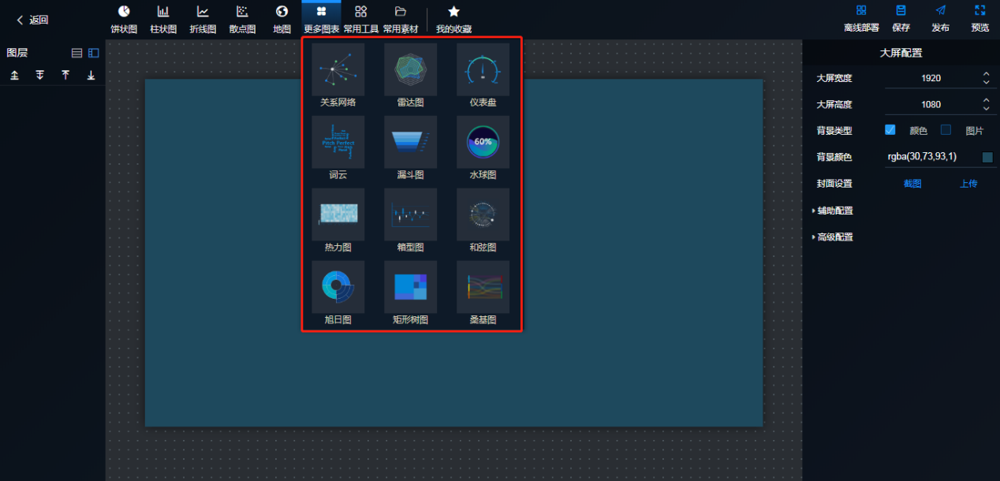 返回
饼状图 柱状图 折线图 散点图 地图 更多图表 常用工具 常用素材 我的收藏
离线部署 保存 发布 预览
图层
关系网络 雷达图 仪表盘
Pitch Perfect
60%
词云 漏斗图 水球图
热力图 箱型图 和弦图
旭日图 矩形树图 桑基图
大屏配置
大屏宽度 1920
大屏高度 1080
背景类型 颜色 图片
背景颜色 rgba(30,73,93,1)
封面设置 截图 上传
辅助配置
高级配置